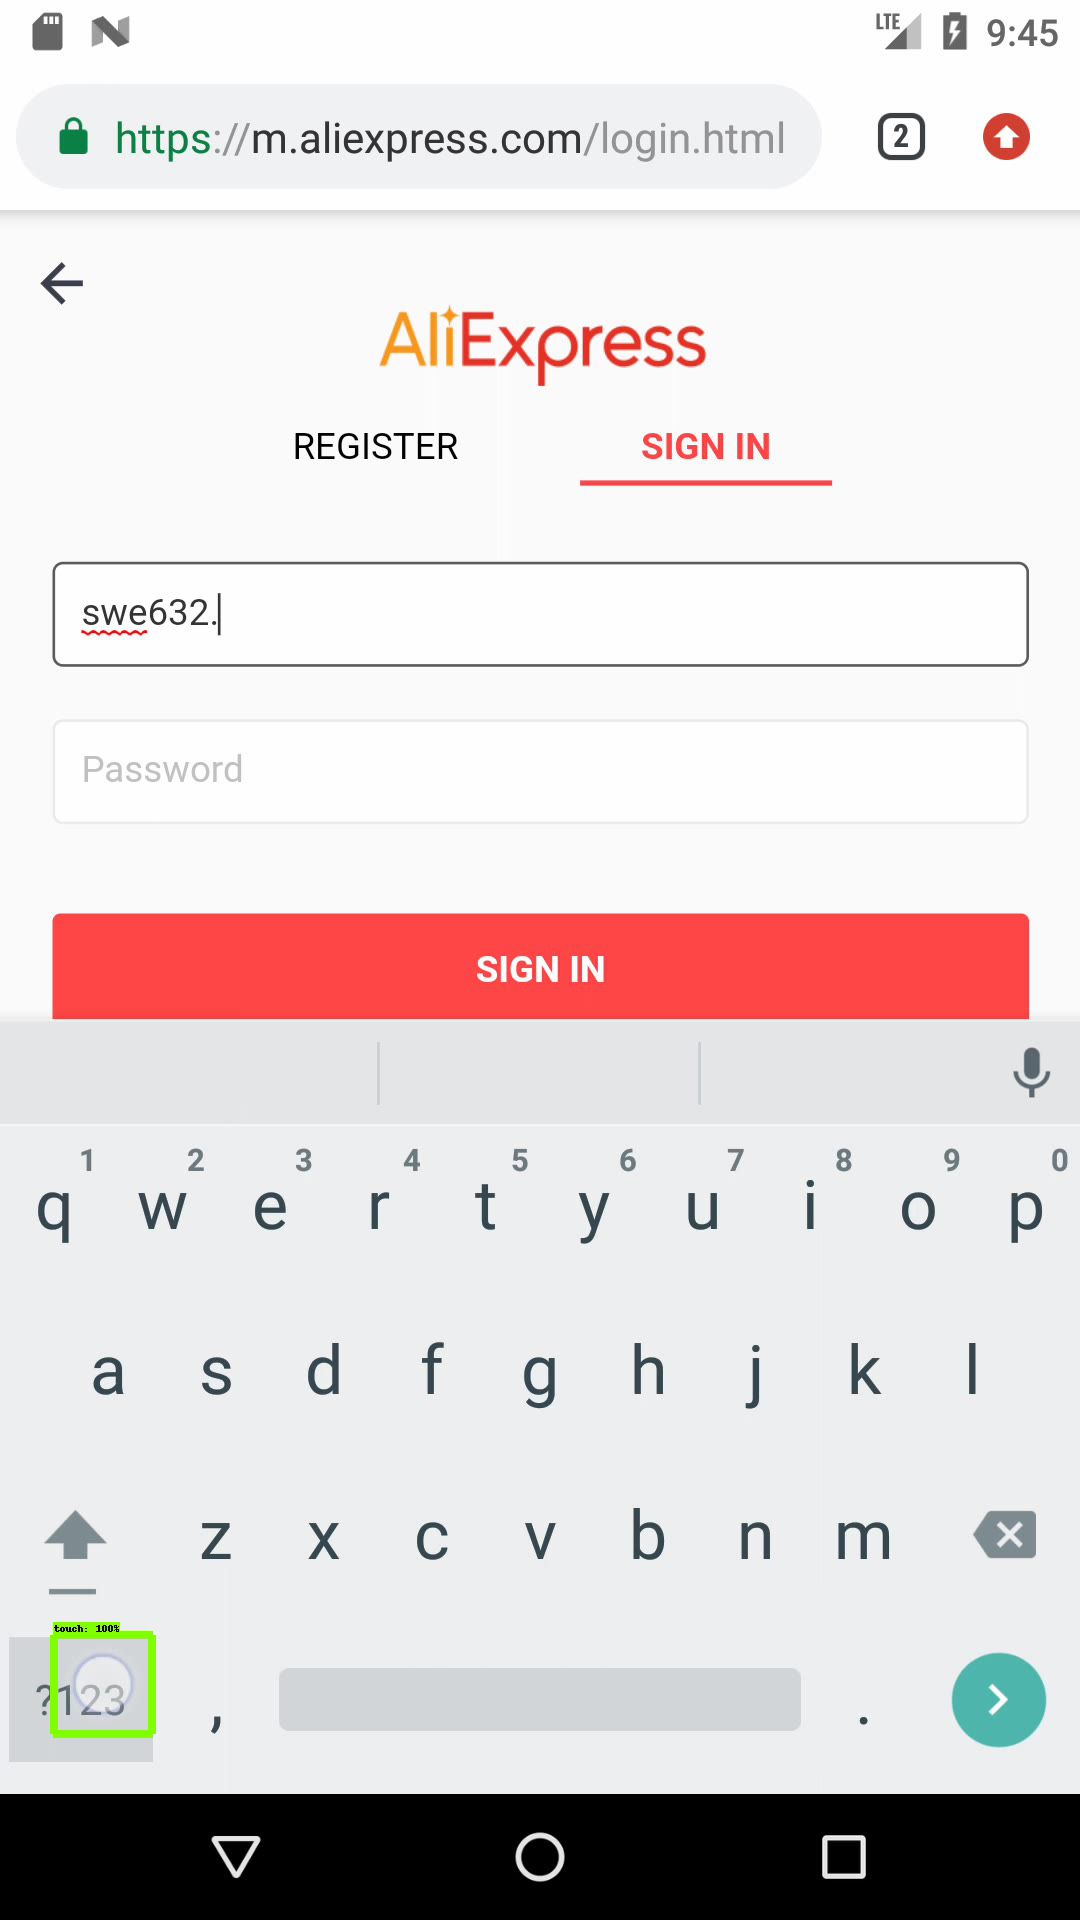 LTE 9:45
https://m.aliexpress.com/login.html 2
AliExpress
REGISTER SIGN IN
swe632.
Password
SIGN IN
1 2 3 4 5 6 7 8 9 0
q w e r t y u i o p
a s d f g h j k l
z x c v b n m
touch: 100%
?123 , .